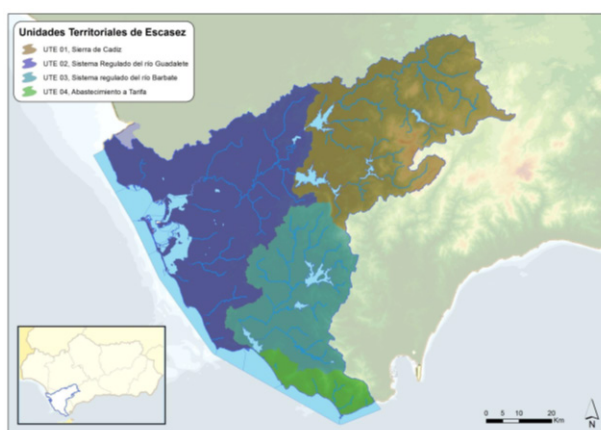 Unidades Territoriales de Escasez
UTE 01, Sierra de Cadiz
UTE 02, Sistema Regulado del río Guadalete
UTE 03, Sistema regulado del río Barbate
UTE 04, Abastecimiento a Tarifa
0 5 10 20
Km
N